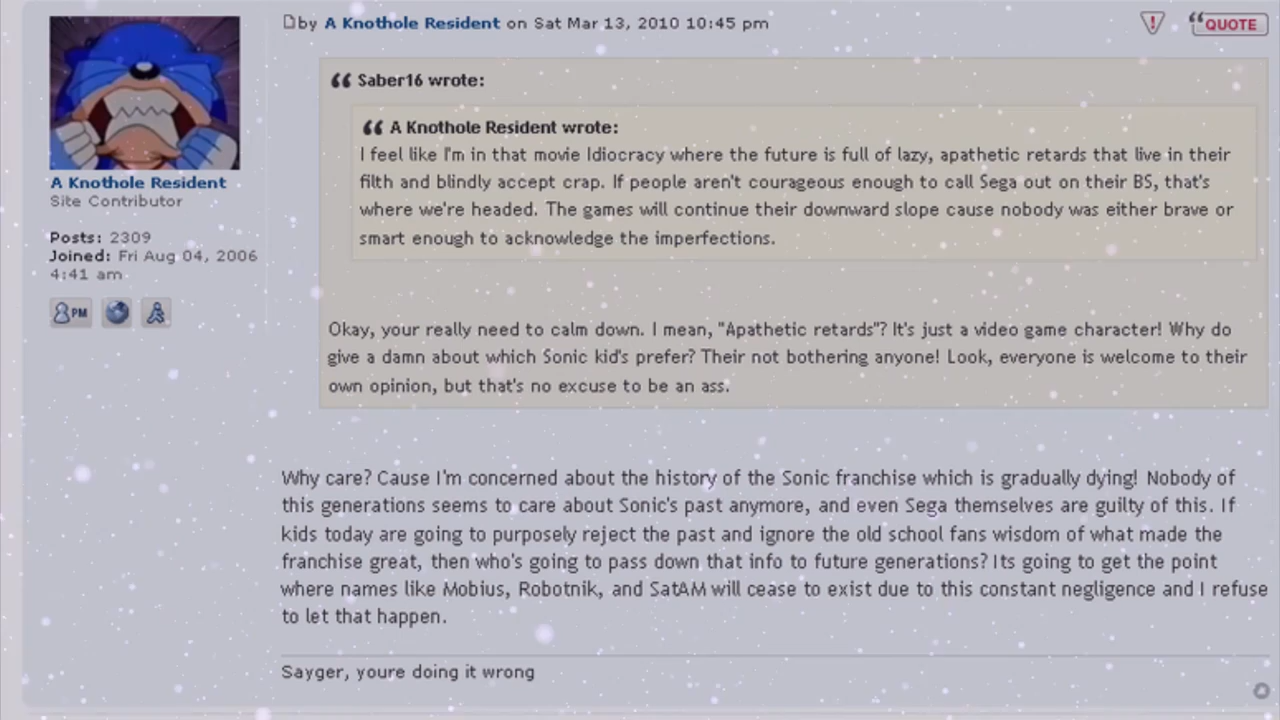 by A Knothole Resident on Sat Mar 13, 2010 10:45 pm
QUOTE
A Knothole Resident
Site Contributor
Posts: 2309
Joined: Fri Aug 04, 2006
4:41 am
PM
Saber16 wrote:
A Knothole Resident wrote:
I feel like I'm in that movie Idiocracy where the future is full of lazy, apathetic retards that live in their
filth and blindly accept crap. If people aren't courageous enough to call Sega out on their BS, that's
where we're headed. The games will continue their downward slope cause nobody was either brave or
smart enough to acknowledge the imperfections.
Okay, your really need to calm down. I mean, "Apathetic retards"? It's just a video game character! Why do
give a damn about which Sonic kid's prefer? Their not bothering anyone! Look, everyone is welcome to their
own opinion, but that's no excuse to be an ass.
Why care? Cause I'm concerned about the history of the Sonic franchise which is gradually dying! Nobody of
this generations seems to care about Sonic's past anymore, and even Sega themselves are guilty of this. If
kids today are going to purposely reject the past and ignore the old school fans wisdom of what made the
franchise great, then who's going to pass down that info to future generations? Its going to get the point
where names like Mobius, Robotnik, and SatAM will cease to exist due to this constant negligence and I refuse
to let that happen.
Sayger, youre doing it wrong